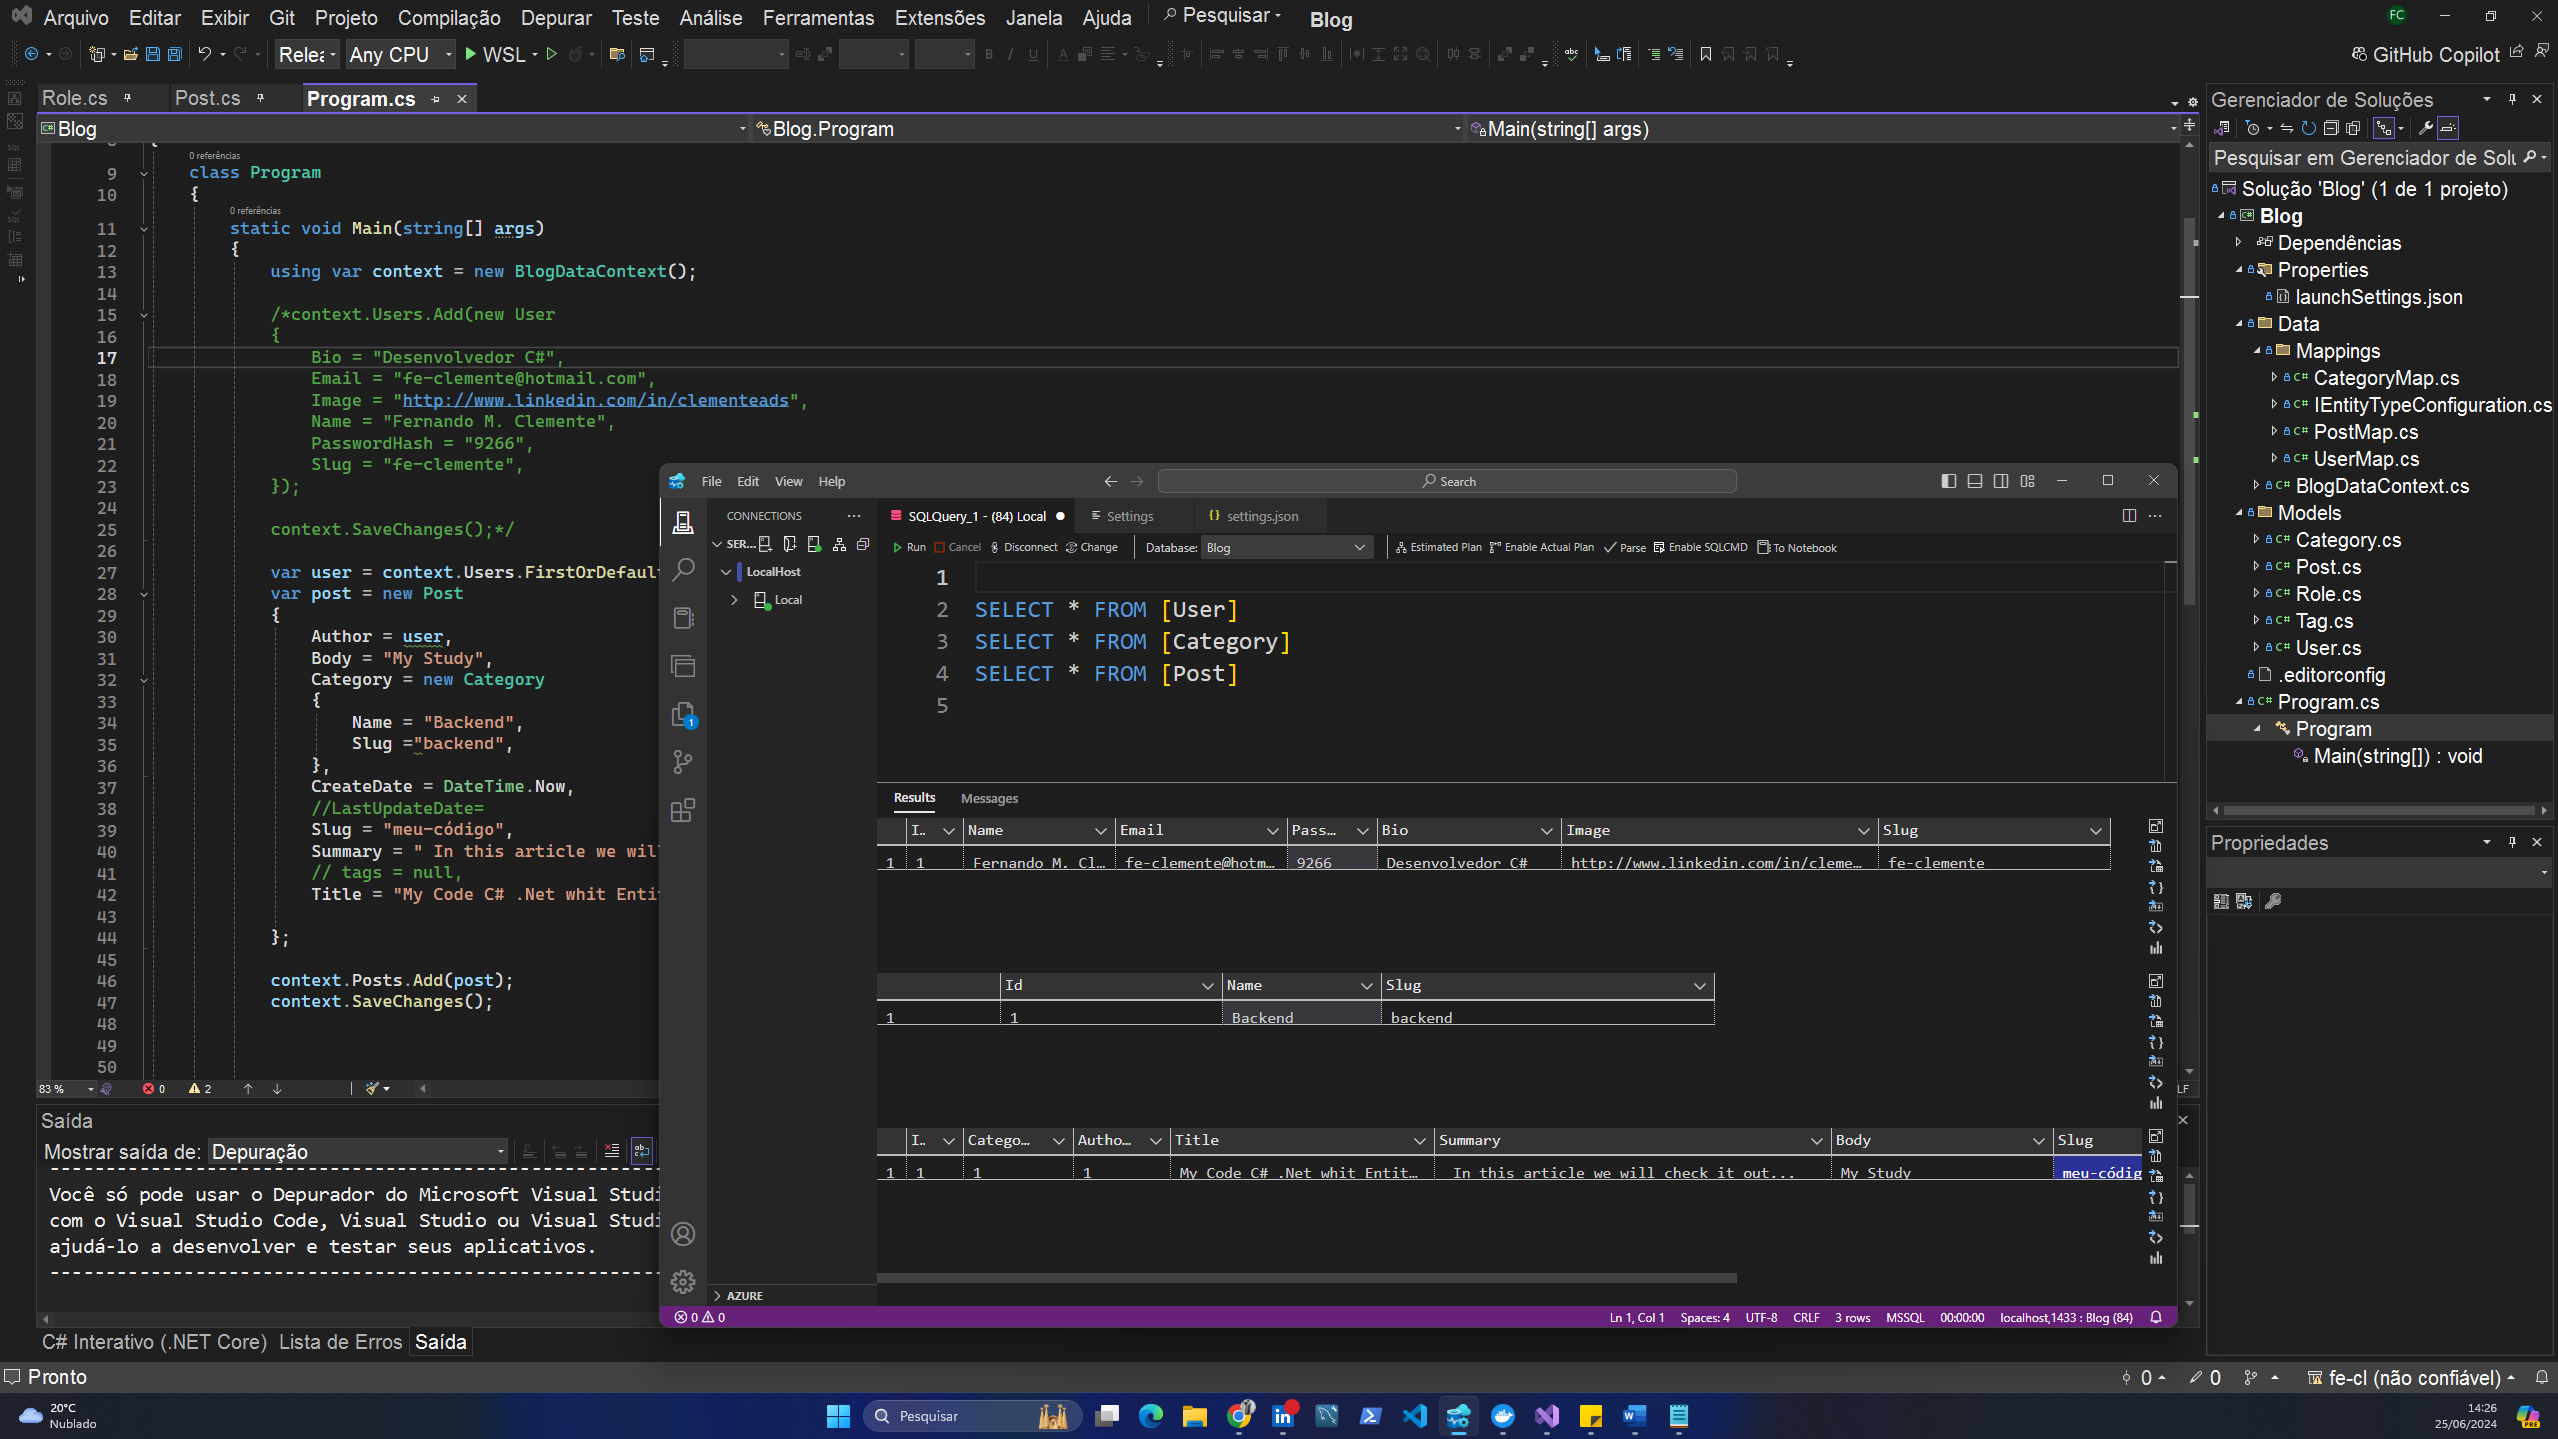 Arquivo Editar Exibir Git Projeto Compilação Depurar Teste Análise Ferramentas Extensões Janela Ajuda Pesquisar Blog FC
Relea Any CPU WSL GitHub Copilot
Role.cs Post.cs Program.cs
Blog Blog.Program Main(string[] args)
0 referências
9 class Program
10 {
0 referências
11 static void Main(string[] args)
12 {
13 using var context = new BlogDataContext();
14
15 /*context.Users.Add(new User
16 {
17 Bio = "Desenvolvedor C#",
18 Email = "fe-clemente@hotmail.com",
19 Image = "http://www.linkedin.com/in/clementeads",
20 Name = "Fernando M. Clemente",
21 PasswordHash = "9266",
22 Slug = "fe-clemente",
23 });
24
25 context.SaveChanges();*/
26
27 var user = context.Users.FirstOrDefault
28 var post = new Post
29 {
30 Author = user,
31 Body = "My Study",
32 Category = new Category
33 {
34 Name = "Backend",
35 Slug ="backend",
36 },
37 CreateDate = DateTime.Now,
38 //LastUpdateDate=
39 Slug = "meu-código",
40 Summary = " In this article we wil
41 // tags = null,
42 Title = "My Code C# .Net whit Enti
43
44 };
45
46 context.Posts.Add(post);
47 context.SaveChanges();
48
49
50
83 % 0 2 LF
Saída
Mostrar saída de: Depuração
Você só pode usar o Depurador do Microsoft Visual Studi
com o Visual Studio Code, Visual Studio ou Visual Studi
ajudá-lo a desenvolver e testar seus aplicativos.
C# Interativo (.NET Core) Lista de Erros Saída
Pronto
0 0 fe-cl (não confiável)
File Edit View Help Search
CONNECTIONS SQLQuery_1 - (84) Local Settings settings.json
SER... Run Cancel Disconnect Change Database: Blog Estimated Plan Enable Actual Plan Parse Enable SQLCMD To Notebook
LocalHost
Local
1
2 SELECT * FROM [User]
3 SELECT * FROM [Category]
4 SELECT * FROM [Post]
5
1
Results Messages
I.. Name Email Pass... Bio Image Slug
1 1 Fernando M. Cl... fe-clemente@hotm... 9266 Desenvolvedor C# http://www.linkedin.com/in/cleme... fe-clemente
Id Name Slug
1 1 Backend backend
I.. Catego... Autho... Title Summary Body Slug
1 1 1 1 My Code C# .Net whit Entit... In this article we will check it out... My Study meu-códig
AZURE
0 0 Ln 1, Col 1 Spaces: 4 UTF-8 CRLF 3 rows MSSQL 00:00:00 localhost,1433 : Blog (84)
Gerenciador de Soluções
Pesquisar em Gerenciador de Solu
Solução 'Blog' (1 de 1 projeto)
Blog
Dependências
Properties
launchSettings.json
Data
Mappings
CategoryMap.cs
IEntityTypeConfiguration.cs
PostMap.cs
UserMap.cs
BlogDataContext.cs
Models
Category.cs
Post.cs
Role.cs
Tag.cs
User.cs
.editorconfig
Program.cs
Program
Main(string[]) : void
Propriedades
20°C
Nublado
Pesquisar
14:26
25/06/2024
PRE